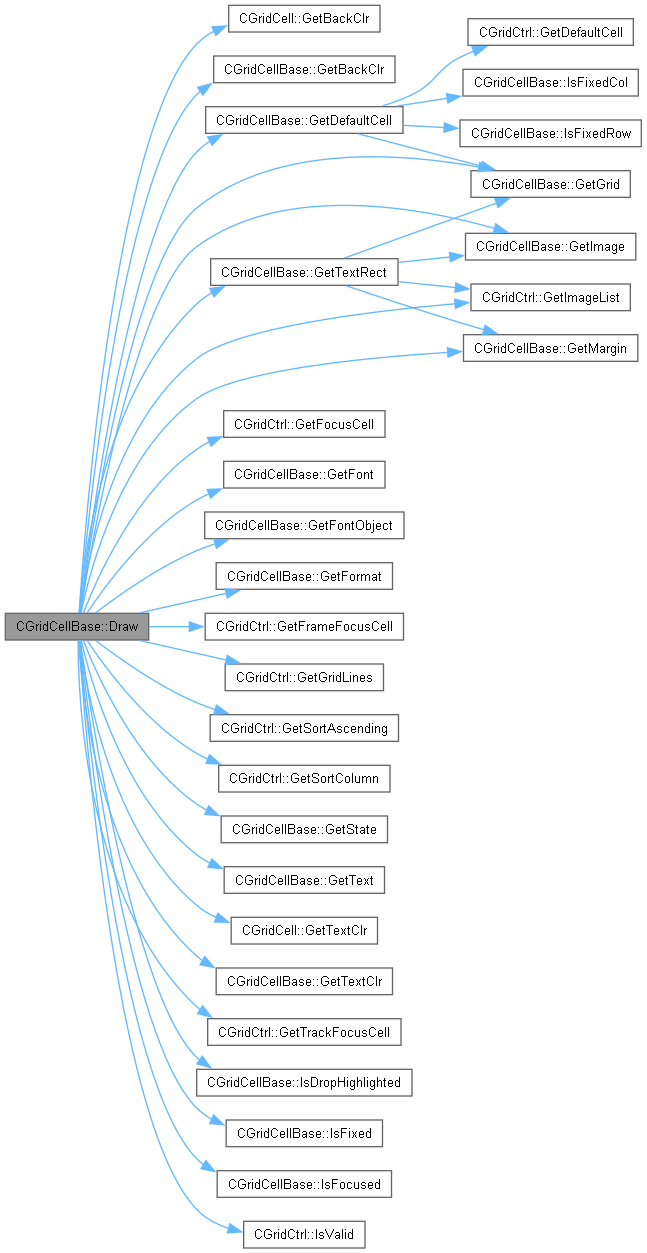 CGridCell::GetBackClr
CGridCtrl::GetDefaultCell
CGridCellBase::GetBackClr
CGridCellBase::IsFixedCol
CGridCellBase::GetDefaultCell
CGridCellBase::IsFixedRow
CGridCellBase::GetGrid
CGridCellBase::GetImage
CGridCellBase::GetTextRect
CGridCtrl::GetImageList
CGridCellBase::GetMargin
CGridCtrl::GetFocusCell
CGridCellBase::GetFont
CGridCellBase::GetFontObject
CGridCellBase::GetFormat
CGridCellBase::Draw
CGridCtrl::GetFrameFocusCell
CGridCtrl::GetGridLines
CGridCtrl::GetSortAscending
CGridCtrl::GetSortColumn
CGridCellBase::GetState
CGridCellBase::GetText
CGridCell::GetTextClr
CGridCellBase::GetTextClr
CGridCtrl::GetTrackFocusCell
CGridCellBase::IsDropHighlighted
CGridCellBase::IsFixed
CGridCellBase::IsFocused
CGridCtrl::IsValid